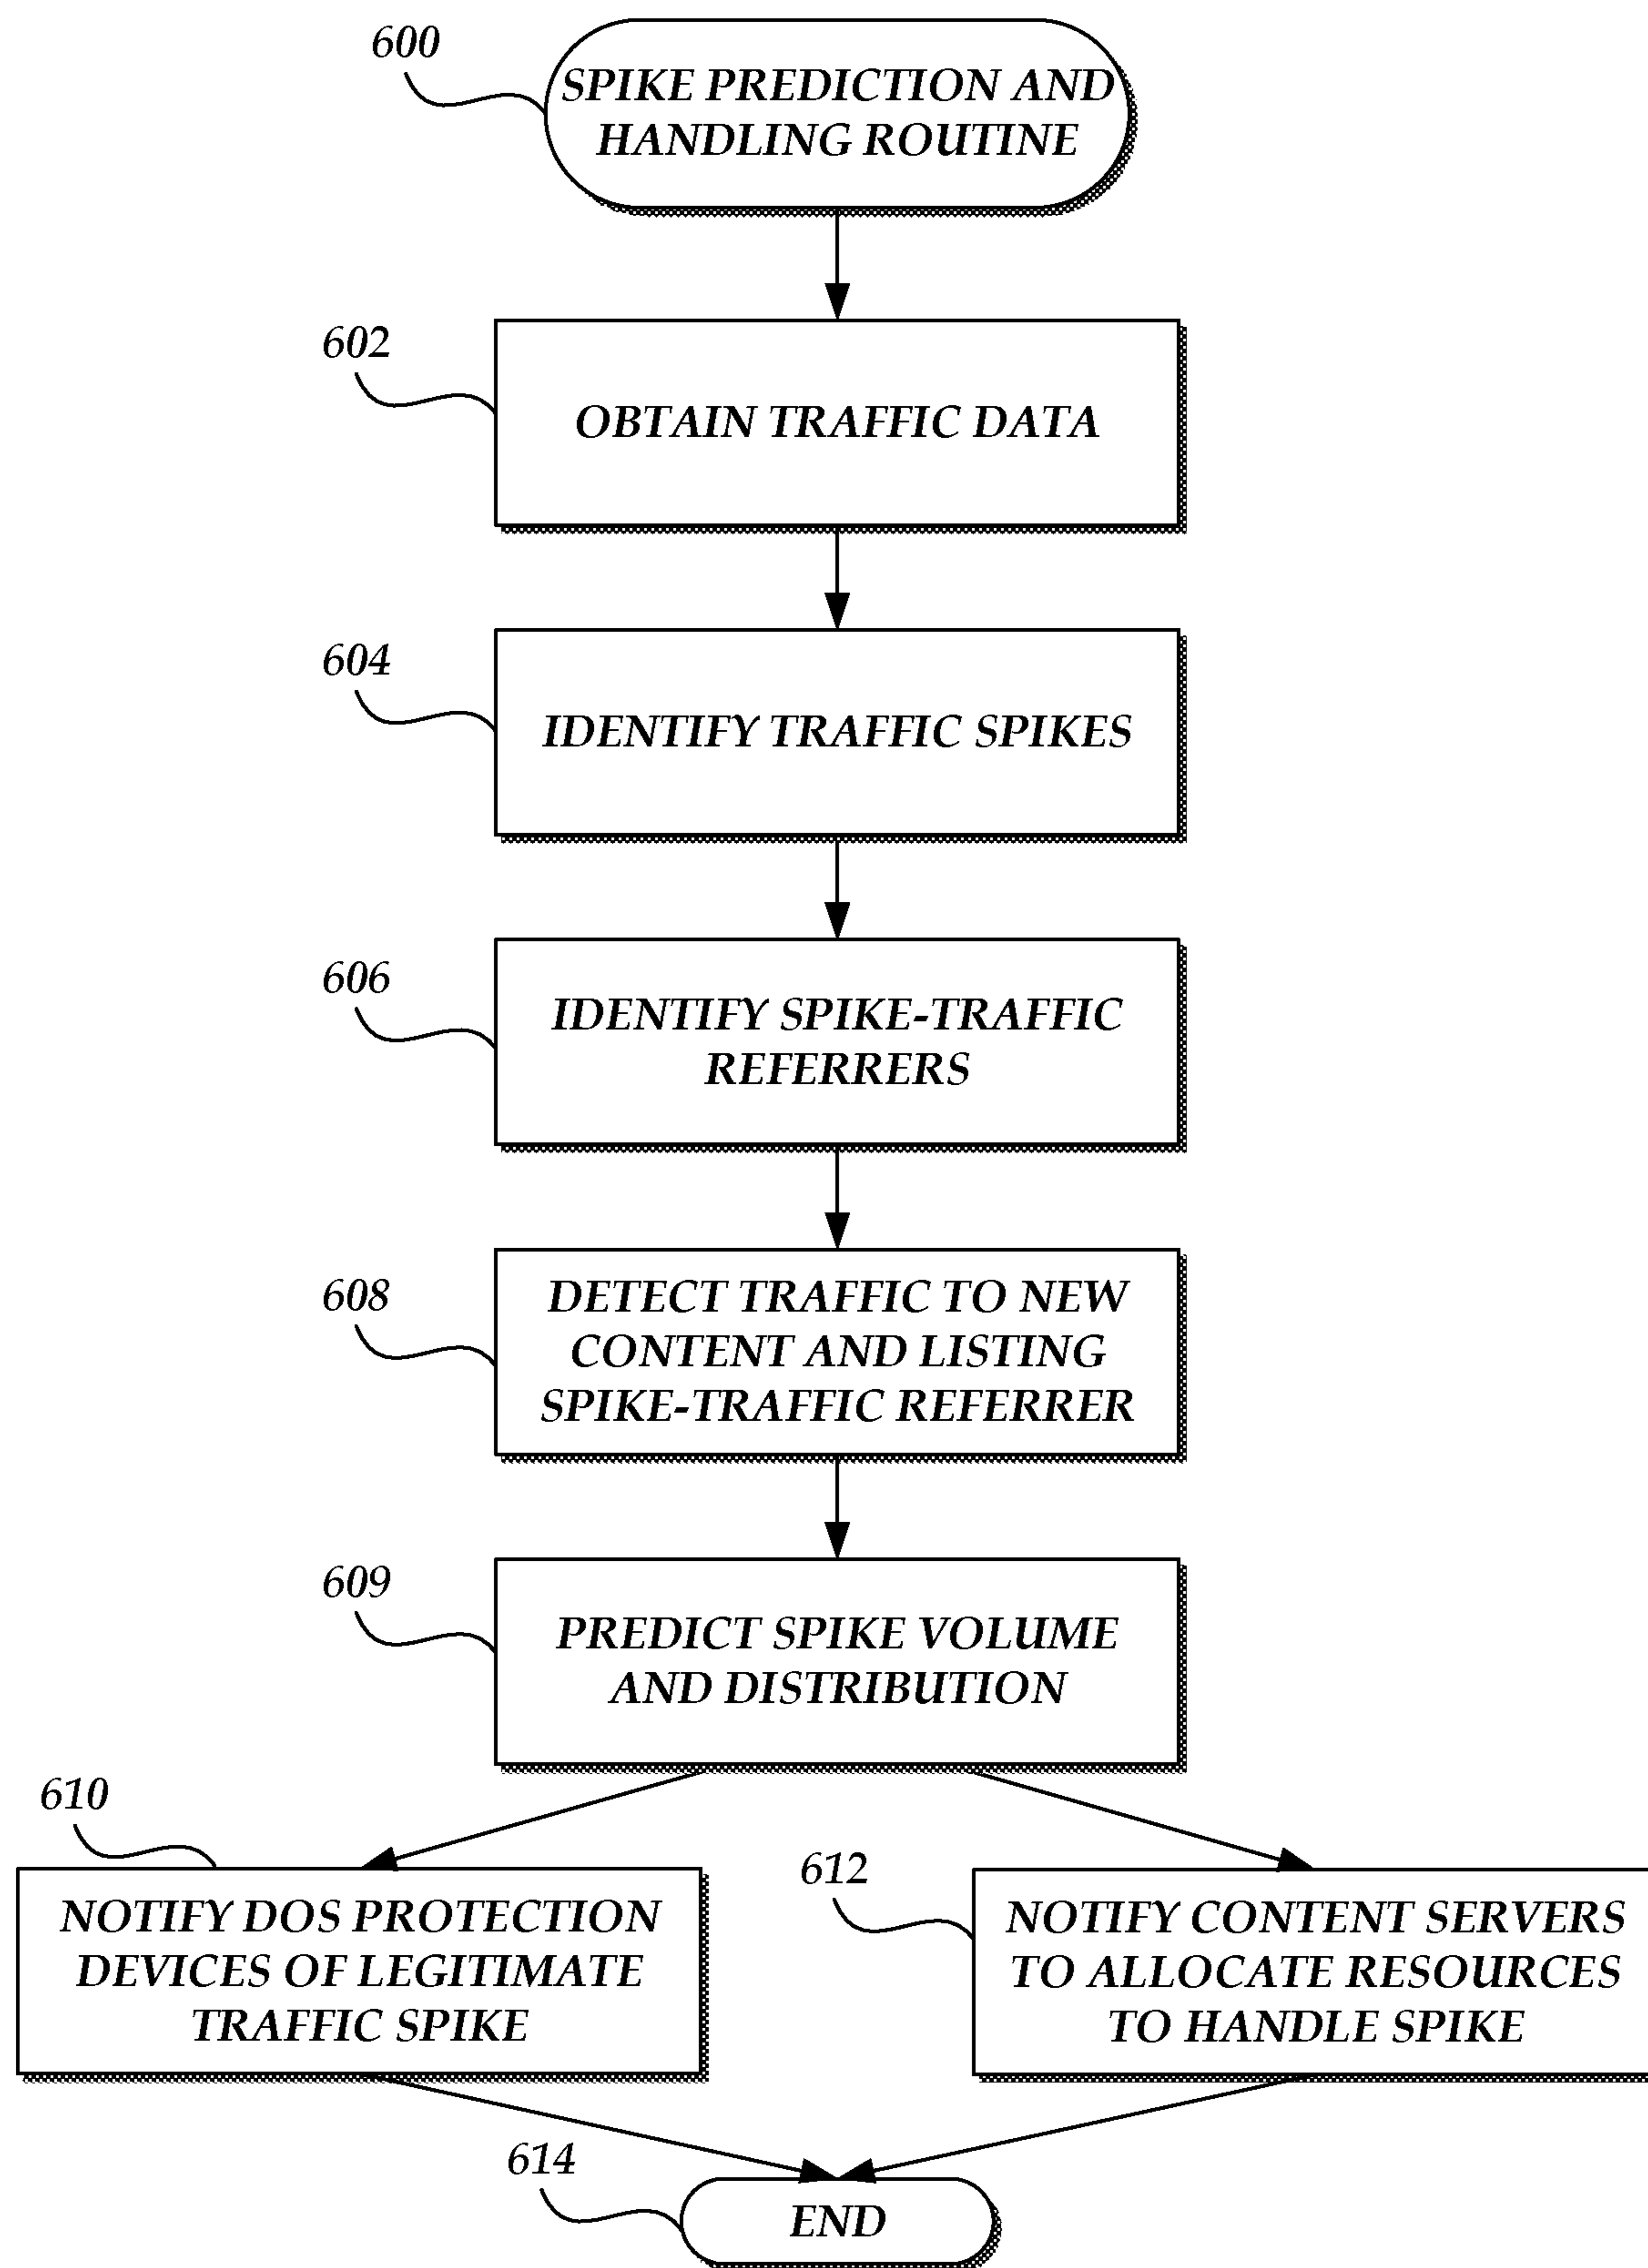 600
SPIKE PREDICTION AND
HANDLING ROUTINE
602
OBTAIN TRAFFIC DATA
604
IDENTIFY TRAFFIC SPIKES
606
IDENTIFY SPIKE-TRAFFIC
REFERRERS
608
DETECT TRAFFIC TO NEW
CONTENT AND LISTING
SPIKE-TRAFFIC REFERRER
609
PREDICT SPIKE VOLUME
AND DISTRIBUTION
610
NOTIFY DOS PROTECTION
DEVICES OF LEGITIMATE
TRAFFIC SPIKE
612
NOTIFY CONTENT SERVERS
TO ALLOCATE RESOURCES
TO HANDLE SPIKE
614
END